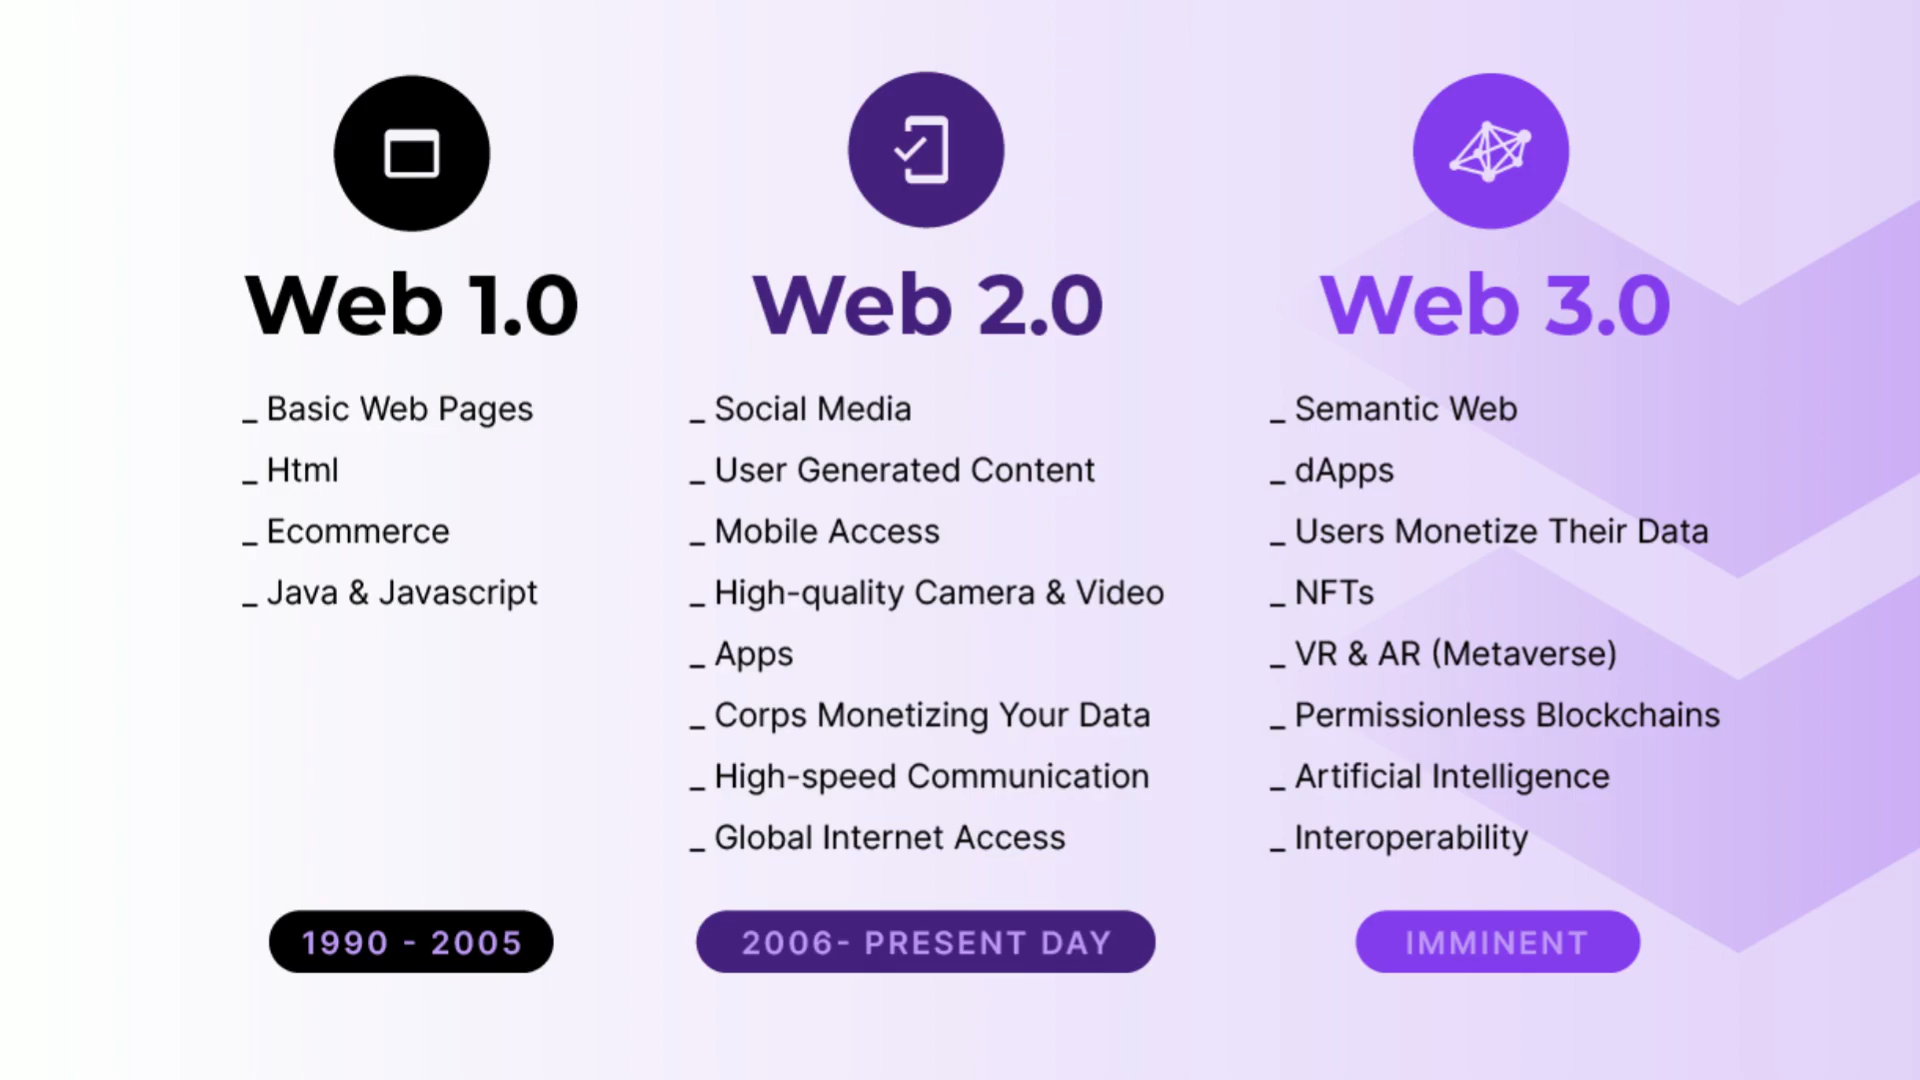 Web 1.0
_ Basic Web Pages
_ Html
_ Ecommerce
_ Java & Javascript
1990 - 2005
Web 2.0
_ Social Media
_ User Generated Content
_ Mobile Access
_ High-quality Camera & Video
_ Apps
_ Corps Monetizing Your Data
_ High-speed Communication
_ Global Internet Access
2006- PRESENT DAY
Web 3.0
_ Semantic Web
_ dApps
_ Users Monetize Their Data
_ NFTs
_ VR & AR (Metaverse)
_ Permissionless Blockchains
_ Artificial Intelligence
_ Interoperability
IMMINENT